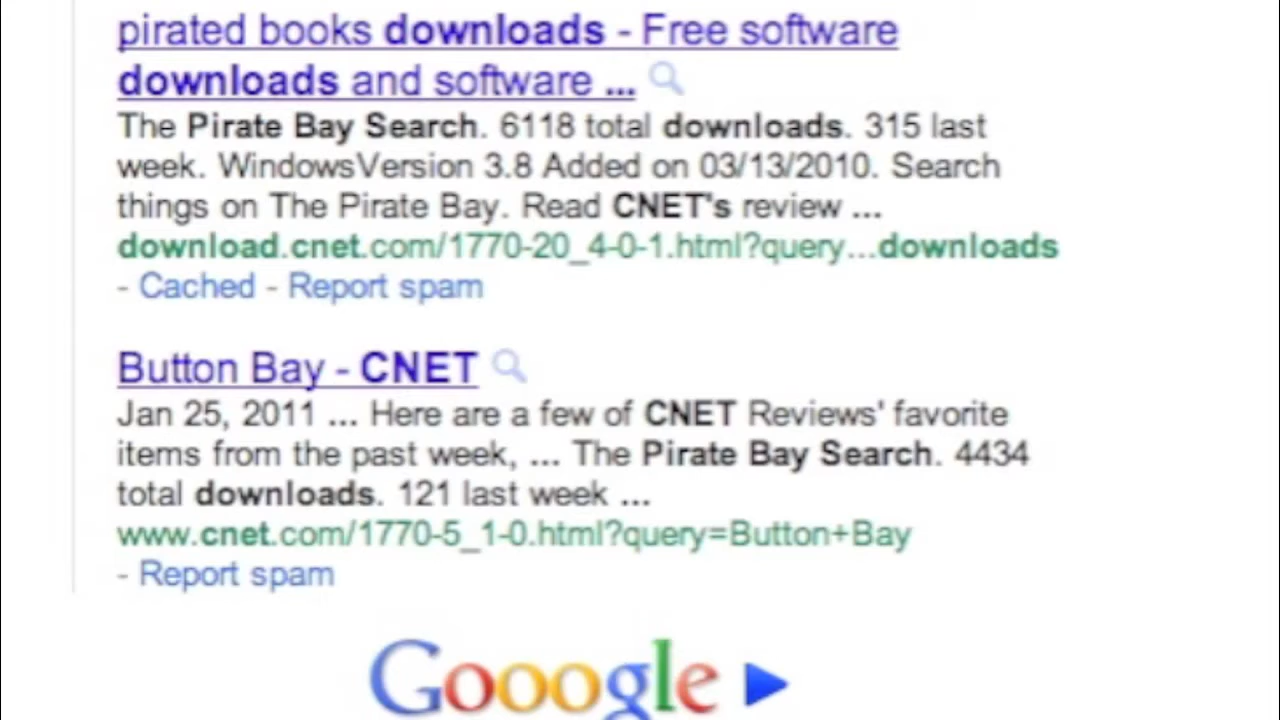 pirated books downloads - Free software
downloads and software ...
The Pirate Bay Search. 6118 total downloads. 315 last
week. WindowsVersion 3.8 Added on 03/13/2010. Search
things on The Pirate Bay. Read CNET's review ...
download.cnet.com/1770-20_4-0-1.html?query...downloads
- Cached - Report spam
Button Bay - CNET
Jan 25, 2011 ... Here are a few of CNET Reviews' favorite
items from the past week, ... The Pirate Bay Search. 4434
total downloads. 121 last week ...
www.cnet.com/1770-5_1-0.html?query=Button+Bay
- Report spam
Gooogle